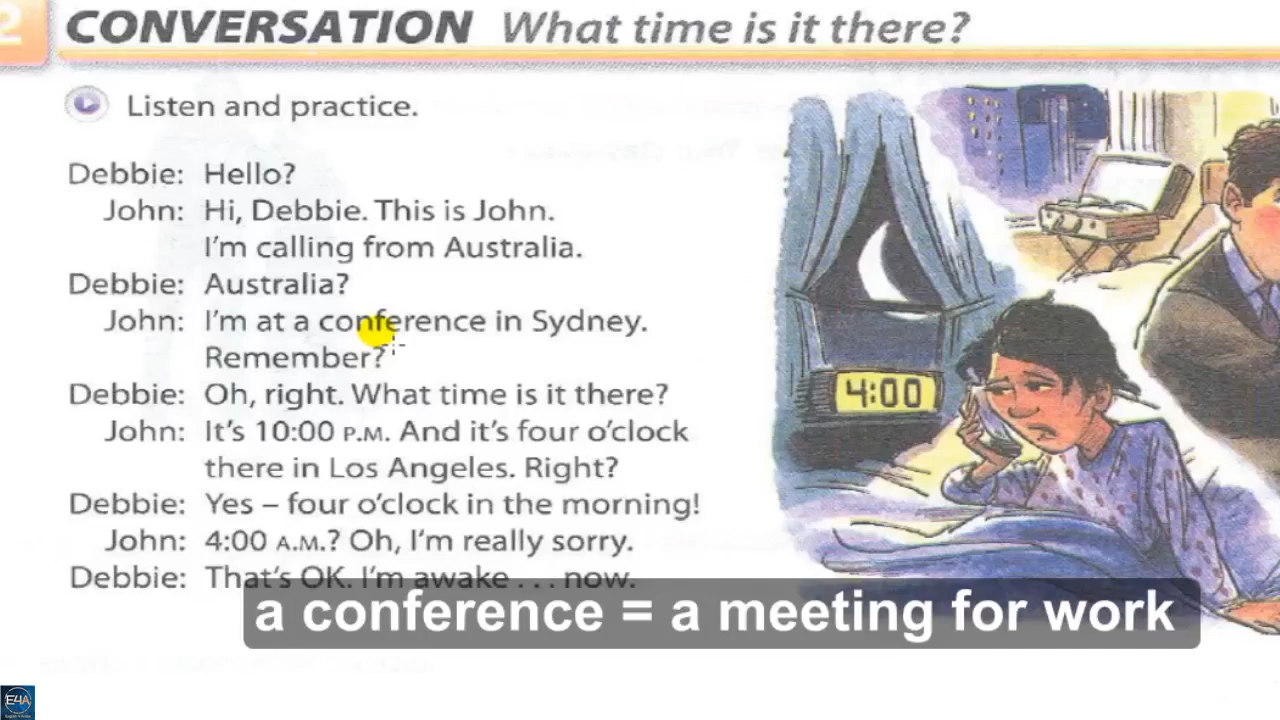 2 CONVERSATION What time is it there?
Listen and practice.
Debbie: Hello?
John: Hi, Debbie. This is John.
I'm calling from Australia.
Debbie: Australia?
John: I'm at a conference in Sydney.
Remember?
Debbie: Oh, right. What time is it there?
John: It's 10:00 P.M. And it's four o'clock
there in Los Angeles. Right?
Debbie: Yes – four o'clock in the morning!
John: 4:00 A.M.? Oh, I'm really sorry.
Debbie: That's OK. I'm awake . . . now.
4:00
a conference = a meeting for work
E4A